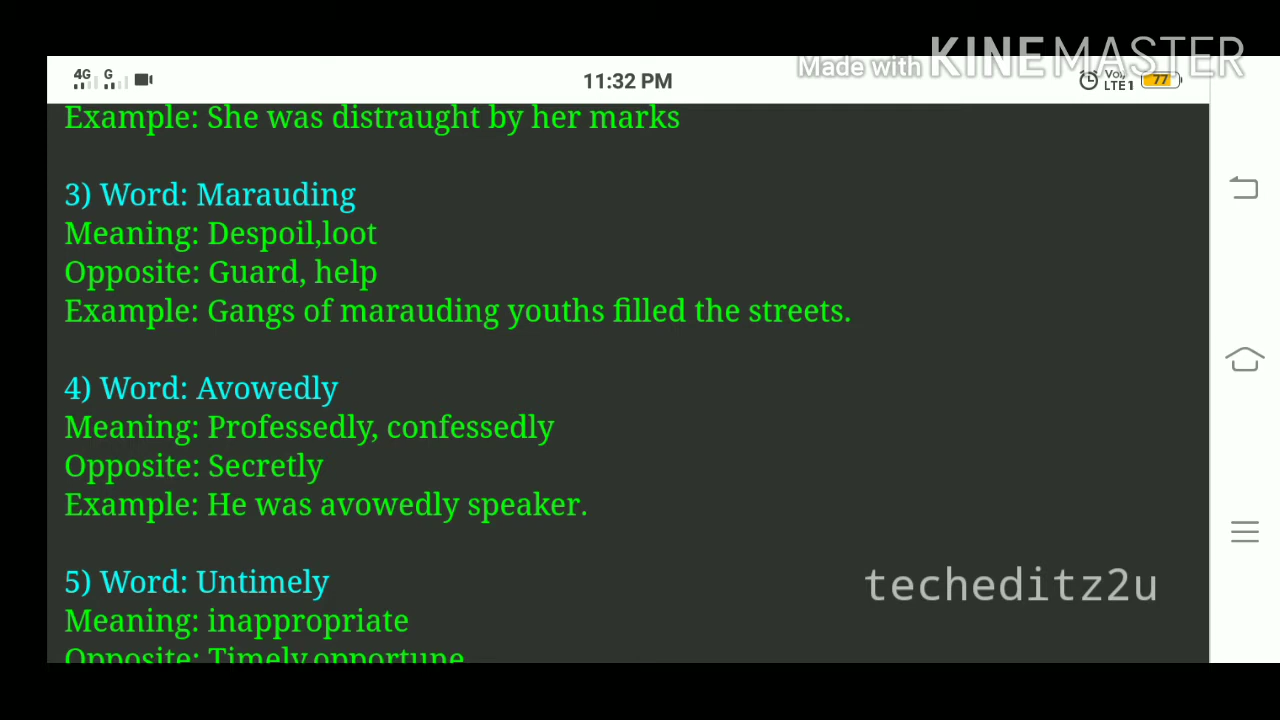 Made with KINEMASTER
4G G 11:32 PM Vo) LTE1 77
Example: She was distraught by her marks
3) Word: Marauding
Meaning: Despoil,loot
Opposite: Guard, help
Example: Gangs of marauding youths filled the streets.
4) Word: Avowedly
Meaning: Professedly, confessedly
Opposite: Secretly
Example: He was avowedly speaker.
5) Word: Untimely
techeditz2u
Meaning: inappropriate
Opposite: Timely,opportune